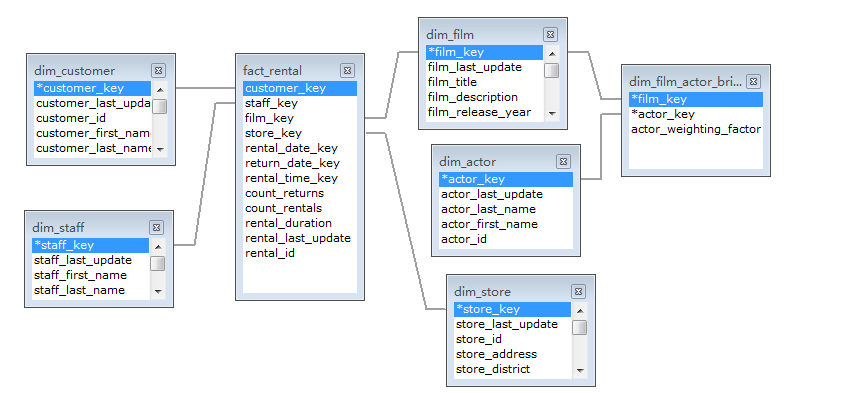 dim_customer
*customer_key
customer_last_upda
customer_id
customer_first_nam
customer_last_name
fact_rental
customer_key
staff_key
film_key
store_key
rental_date_key
return_date_key
rental_time_key
count_returns
count_rentals
rental_duration
rental_last_update
rental_id
dim_film
*film_key
film_last_update
film_title
film_description
film_release_year
dim_film_actor_bri...
*film_key
*actor_key
actor_weighting_factor
dim_actor
*actor_key
actor_last_update
actor_last_name
actor_first_name
actor_id
dim_staff
*staff_key
staff_last_update
staff_first_name
staff_last_name
dim_store
*store_key
store_last_update
store_id
store_address
store_district